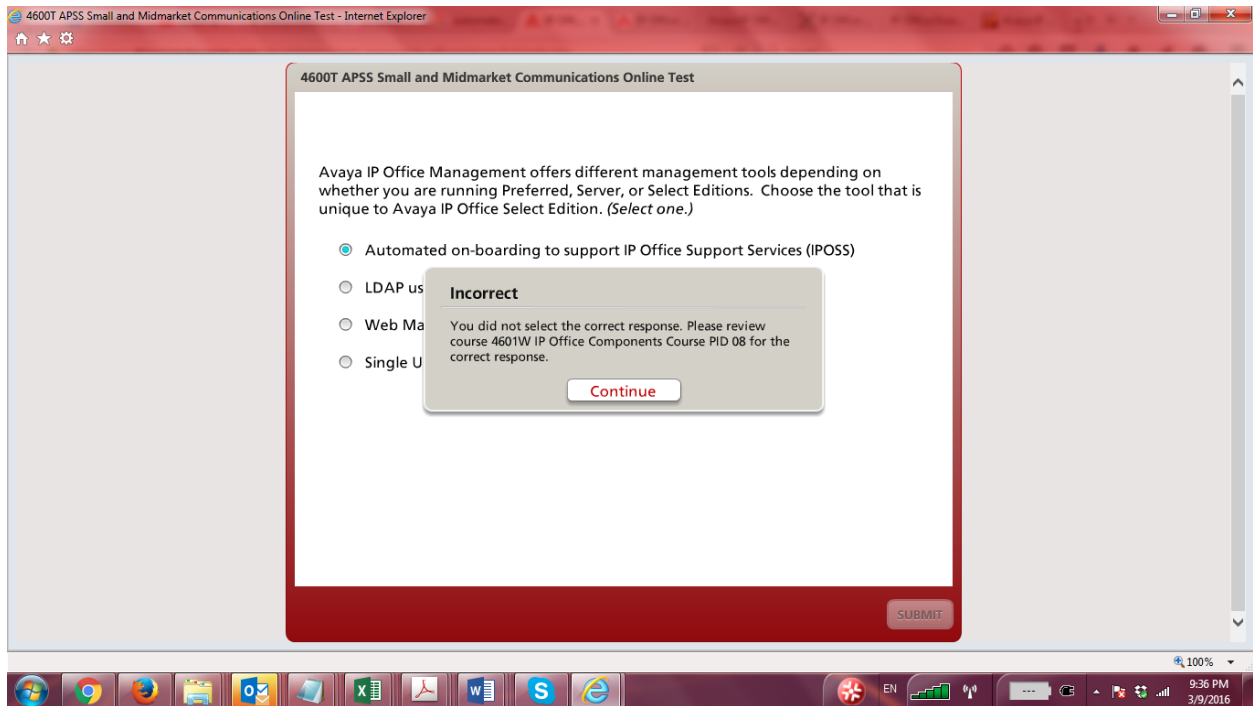 4600T APSS Small and Midmarket Communications Online Test - Internet Explorer
4600T APSS Small and Midmarket Communications Online Test
Avaya IP Office Management offers different management tools depending on
whether you are running Preferred, Server, or Select Editions. Choose the tool that is
unique to Avaya IP Office Select Edition. (Select one.)
Automated on-boarding to support IP Office Support Services (IPOSS)
LDAP us
Incorrect
Web Ma
You did not select the correct response. Please review
course 4601W IP Office Components Course PID 08 for the
correct response.
Single U
Continue
SUBMIT
100%
EN
9:36 PM
3/9/2016